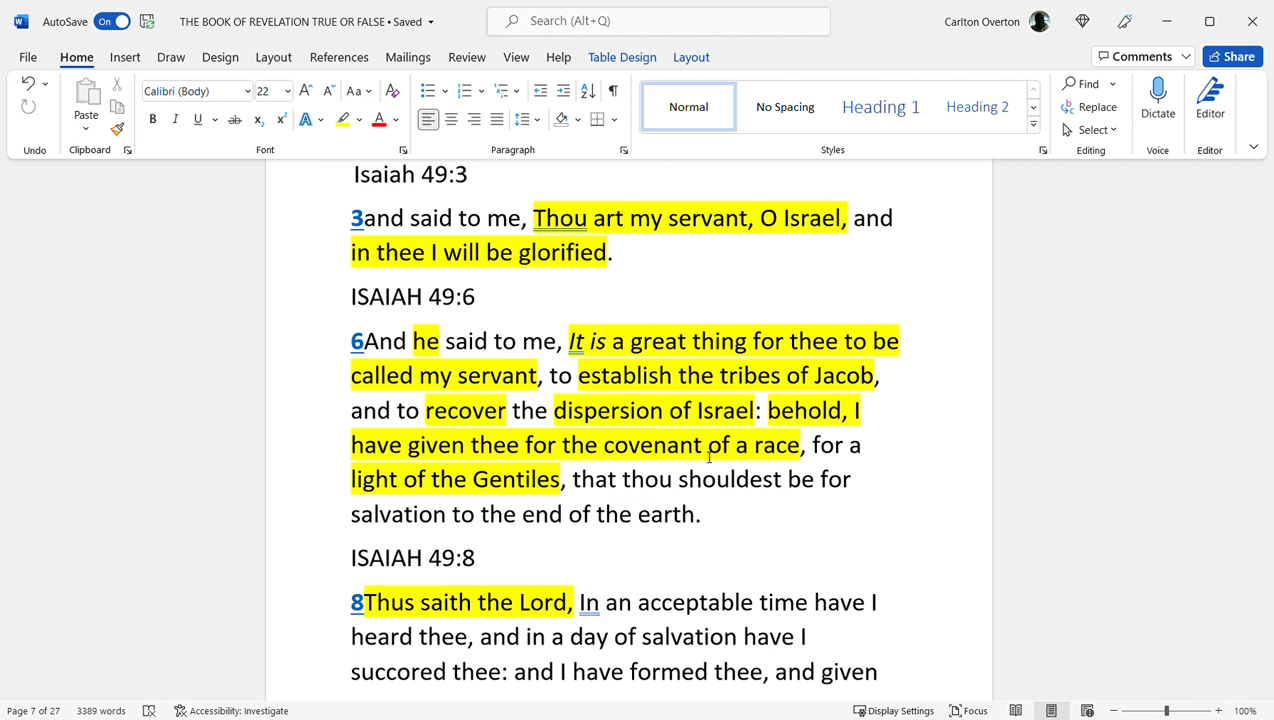 AutoSave On THE BOOK OF REVELATION TRUE OR FALSE • Saved Search (Alt+Q) Carlton Overton
File Home Insert Draw Design Layout References Mailings Review View Help Table Design Layout Comments Share
Paste Calibri (Body) 22 Aa Normal No Spacing Heading 1 Heading 2 Find Replace Select Dictate Editor
Undo Clipboard Font Paragraph Styles Editing Voice Editor
Isaiah 49:3
3and said to me, Thou art my servant, O Israel, and
in thee I will be glorified.
ISAIAH 49:6
6And he said to me, It is a great thing for thee to be
called my servant, to establish the tribes of Jacob,
and to recover the dispersion of Israel: behold, I
have given thee for the covenant of a race, for a
light of the Gentiles, that thou shouldest be for
salvation to the end of the earth.
ISAIAH 49:8
8Thus saith the Lord, In an acceptable time have I
heard thee, and in a day of salvation have I
succored thee: and I have formed thee, and given
Page 7 of 27 3389 words Accessibility: Investigate Display Settings Focus 100%